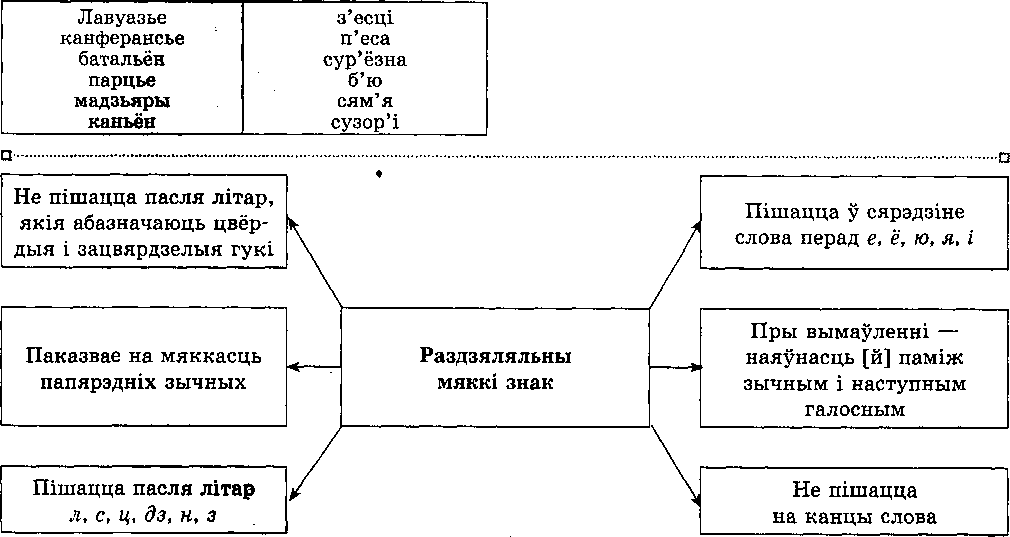 Лавуазье з’есці
канферансье п’еса
батальён сур’ёзна
парцье б’ю
мадзьяры сям’я
каньён сузор’і
Не пішацца пасля літар,
якія абазначаюць цвёр-
дыя і зацвярдзелыя гукі
Пішацца ў сярэдзіне
слова перад е, ё, ю, я, і
Паказвае на мяккасць
папярэдніх зычных
Раздзяляльны
мяккі знак
Пры вымаўленні —
наяўнасць [й] паміж
зычным і наступным
галосным
Пішацца пасля літар
л, с, ц, дз, н, з
Не пішацца
на канцы слова